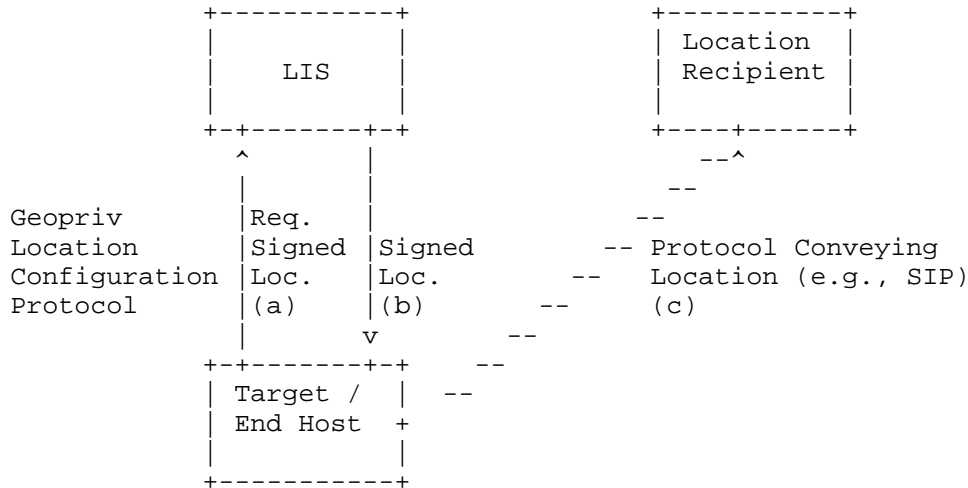 Location
LIS Recipient
Geopriv Req.
Location Signed Signed Protocol Conveying
Configuration Loc. Loc. Location (e.g., SIP)
Protocol (a) (b) (c)
Target /
End Host